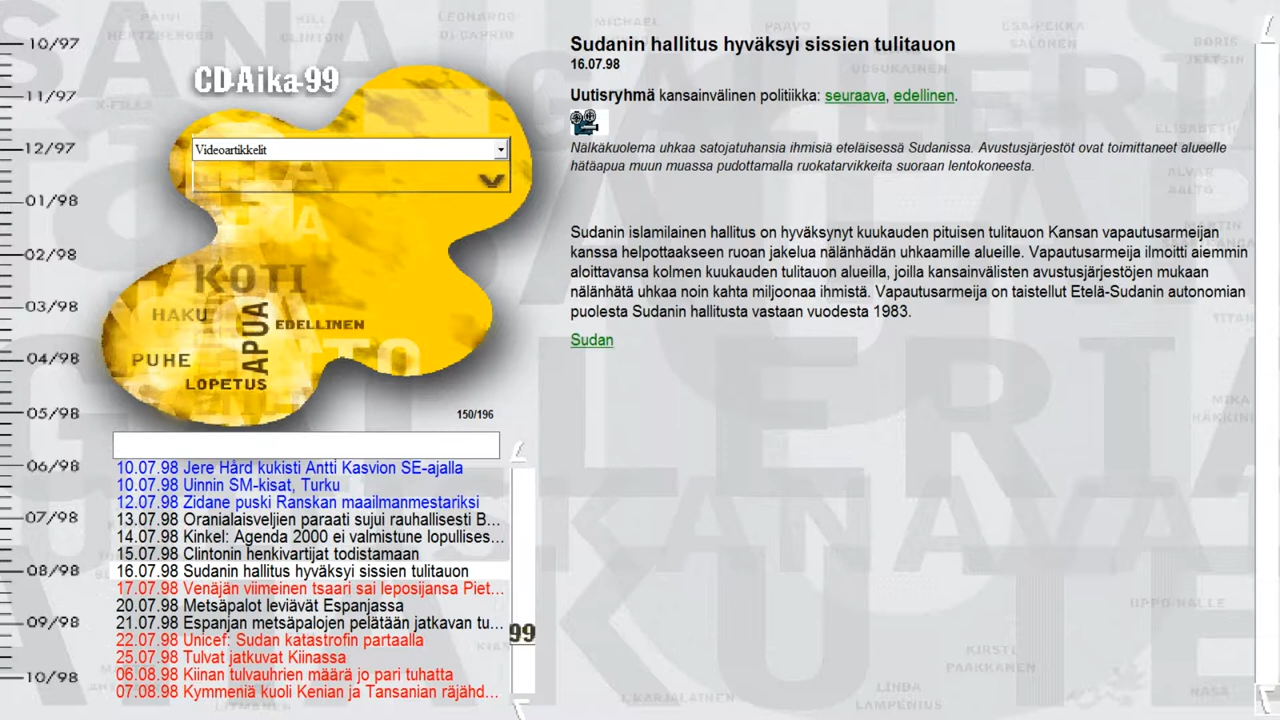 10/97
11/97
12/97
01/98
02/98
03/98
04/98
05/98
06/98
07/98
08/98
09/98
10/98
CD-Aika-99
Videoartikkelit
KOTI
HAKU
APUA
EDELLINEN
PUHE
LOPETUS
150/196
10.07.98 Jere Hård kukisti Antti Kasvion SE-ajalla
10.07.98 Uinnin SM-kisat, Turku
12.07.98 Zidane puski Ranskan maailmanmestariksi
13.07.98 Oranialaisveljien paraati sujui rauhallisesti B...
14.07.98 Kinkel: Agenda 2000 ei valmistune lopullises...
15.07.98 Clintonin henkivartijat todistamaan
16.07.98 Sudanin hallitus hyväksyi sissien tulitauon
17.07.98 Venäjän viimeinen tsaari sai leposijansa Piet...
20.07.98 Metsäpalot leviävät Espanjassa
21.07.98 Espanjan metsäpalojen pelätään jatkavan tu...
22.07.98 Unicef: Sudan katastrofin partaalla
25.07.98 Tulvat jatkuvat Kiinassa
06.08.98 Kiinan tulvauhrien määrä jo pari tuhatta
07.08.98 Kymmeniä kuoli Kenian ja Tansanian räjähd...
99
Sudanin hallitus hyväksyi sissien tulitauon
16.07.98
Uutisryhmä kansainvälinen politiikka: seuraava, edellinen.
Nälkäkuolema uhkaa satojatuhansia ihmisiä eteläisessä Sudanissa. Avustusjärjestöt ovat toimittaneet alueelle
hätäapua muun muassa pudottamalla ruokatarvikkeita suoraan lentokoneesta.
Sudanin islamilainen hallitus on hyväksynyt kuukauden pituisen tulitauon Kansan vapautusarmeijan
kanssa helpottaakseen ruoan jakelua nälänhädän uhkaamille alueille. Vapautusarmeija ilmoitti aiemmin
aloittavansa kolmen kuukauden tulitauon alueilla, joilla kansainvälisten avustusjärjestöjen mukaan
nälänhätä uhkaa noin kahta miljoonaa ihmistä. Vapautusarmeija on taistellut Etelä-Sudanin autonomian
puolesta Sudanin hallitusta vastaan vuodesta 1983.
Sudan